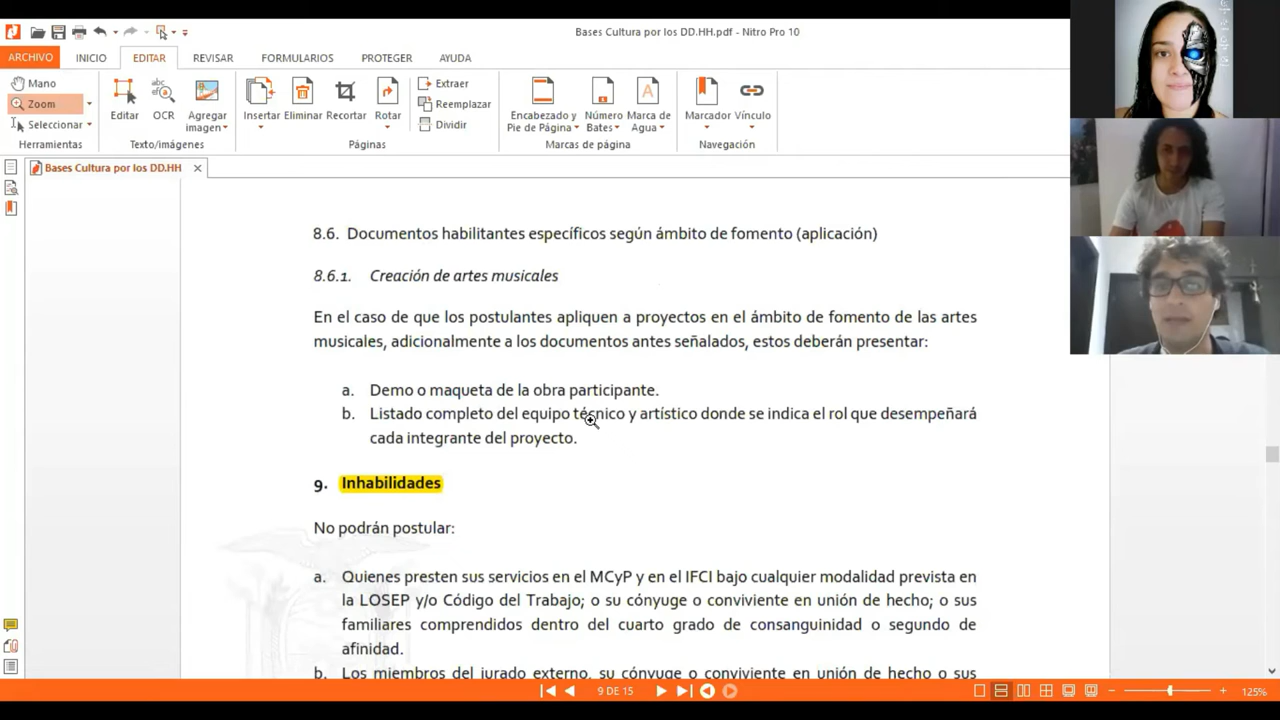 Bases Cultura por los DD.HH.pdf - Nitro Pro 10
ARCHIVO INICIO EDITAR REVISAR FORMULARIOS PROTEGER AYUDA
Mano
Zoom
Seleccionar
Herramientas
Editar
OCR
Agregar imagen
Texto/imágenes
Insertar
Eliminar
Recortar
Rotar
Extraer
Reemplazar
Dividir
Páginas
Encabezado y Pie de Página
Número Bates
Marca de Agua
Marcas de página
Marcador
Vínculo
Navegación
Bases Cultura por los DD.HH
8.6. Documentos habilitantes específicos según ámbito de fomento (aplicación)
8.6.1. Creación de artes musicales
En el caso de que los postulantes apliquen a proyectos en el ámbito de fomento de las artes
musicales, adicionalmente a los documentos antes señalados, estos deberán presentar:
a. Demo o maqueta de la obra participante.
b. Listado completo del equipo técnico y artístico donde se indica el rol que desempeñará
cada integrante del proyecto.
9. Inhabilidades
No podrán postular:
a. Quienes presten sus servicios en el MCyP y en el IFCI bajo cualquier modalidad prevista en
la LOSEP y/o Código del Trabajo; o su cónyuge o conviviente en unión de hecho; o sus
familiares comprendidos dentro del cuarto grado de consanguinidad o segundo de
afinidad.
b. Los miembros del jurado externo, su cónyuge o conviviente en unión de hecho o sus
9 DE 15
125%